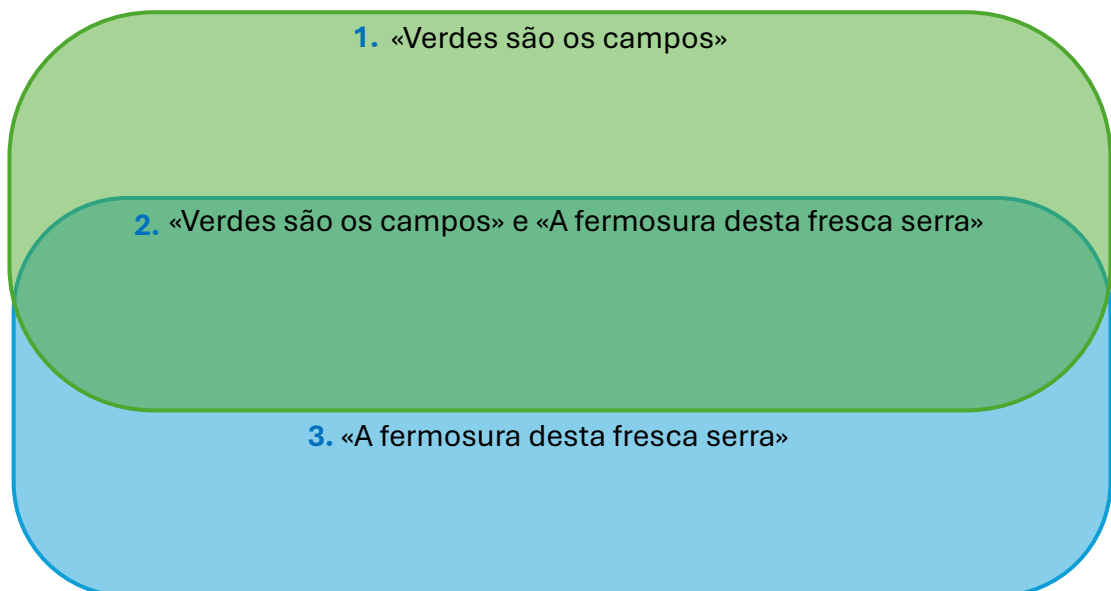 1. «Verdes são os campos»
2. «Verdes são os campos» e «A fermosura desta fresca serra»
3. «A fermosura desta fresca serra»